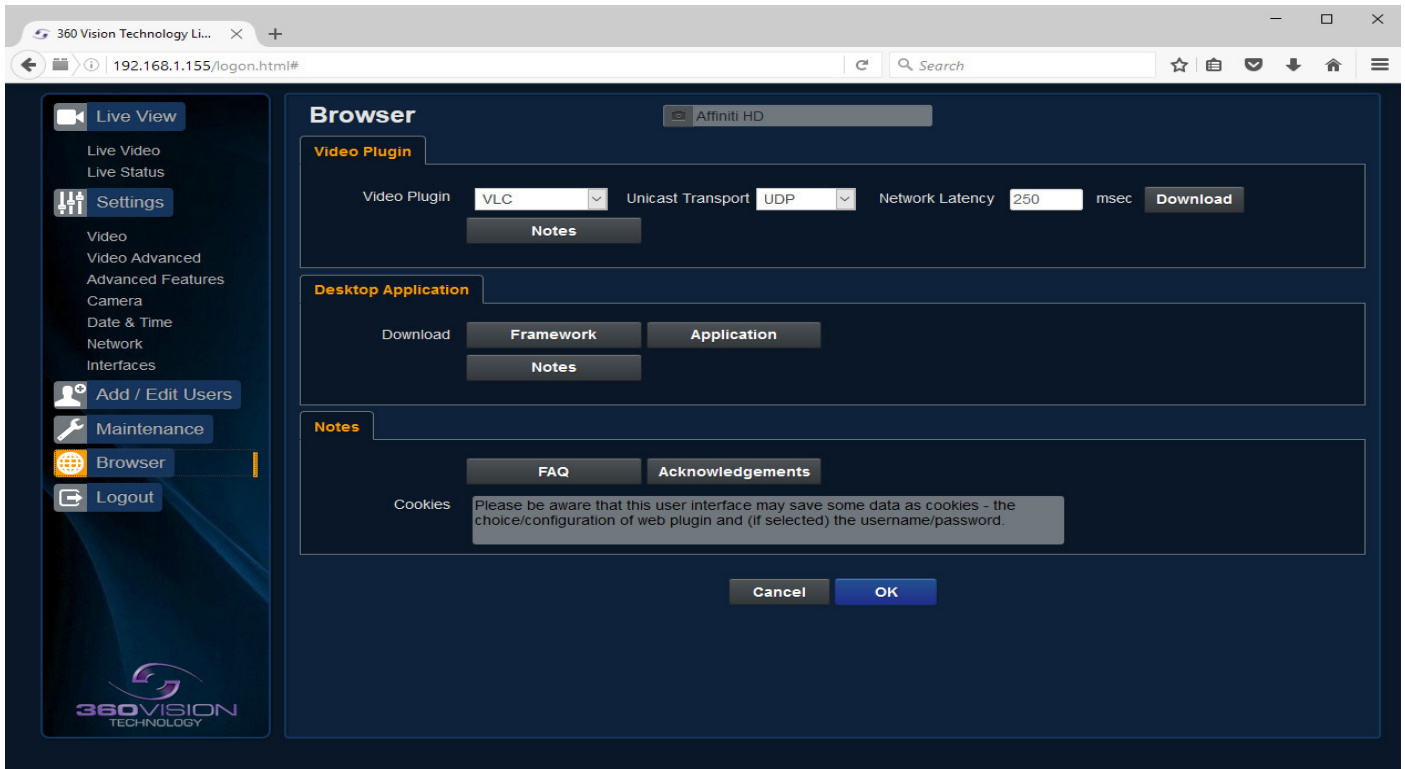 360 Vision Technology Li...
192.168.1.155/logon.html#
Search
Live View
Live Video
Live Status
Settings
Video
Video Advanced
Advanced Features
Camera
Date & Time
Network
Interfaces
Add / Edit Users
Maintenance
Browser
Logout
360VISION
TECHNOLOGY
Browser
Affiniti HD
Video Plugin
Video Plugin VLC Unicast Transport UDP Network Latency 250 msec Download
Notes
Desktop Application
Download Framework Application
Notes
Notes
FAQ Acknowledgements
Cookies Please be aware that this user interface may save some data as cookies - the
choice/configuration of web plugin and (if selected) the username/password.
Cancel OK